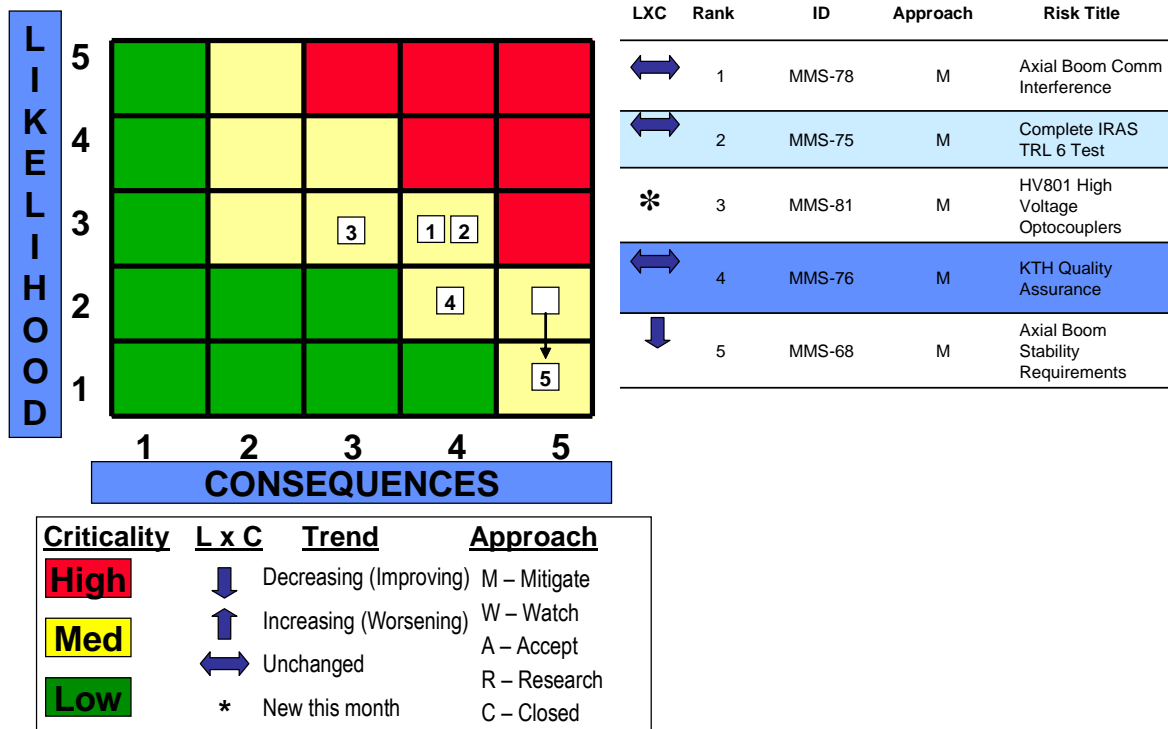 LIKELIHOOD
5
4
3
2
1
3
1 2
4
5
1 2 3 4 5
CONSEQUENCES
LXC Rank ID Approach Risk Title
1 MMS-78 M Axial Boom Comm
Interference
2 MMS-75 M Complete IRAS
TRL 6 Test
* 3 MMS-81 M HV801 High
Voltage
Optocouplers
4 MMS-76 M KTH Quality
Assurance
5 MMS-68 M Axial Boom
Stability
Requirements
Criticality L x C Trend Approach
High
Med
Low
Decreasing (Improving)
Increasing (Worsening)
Unchanged
* New this month
M – Mitigate
W – Watch
A – Accept
R – Research
C – Closed